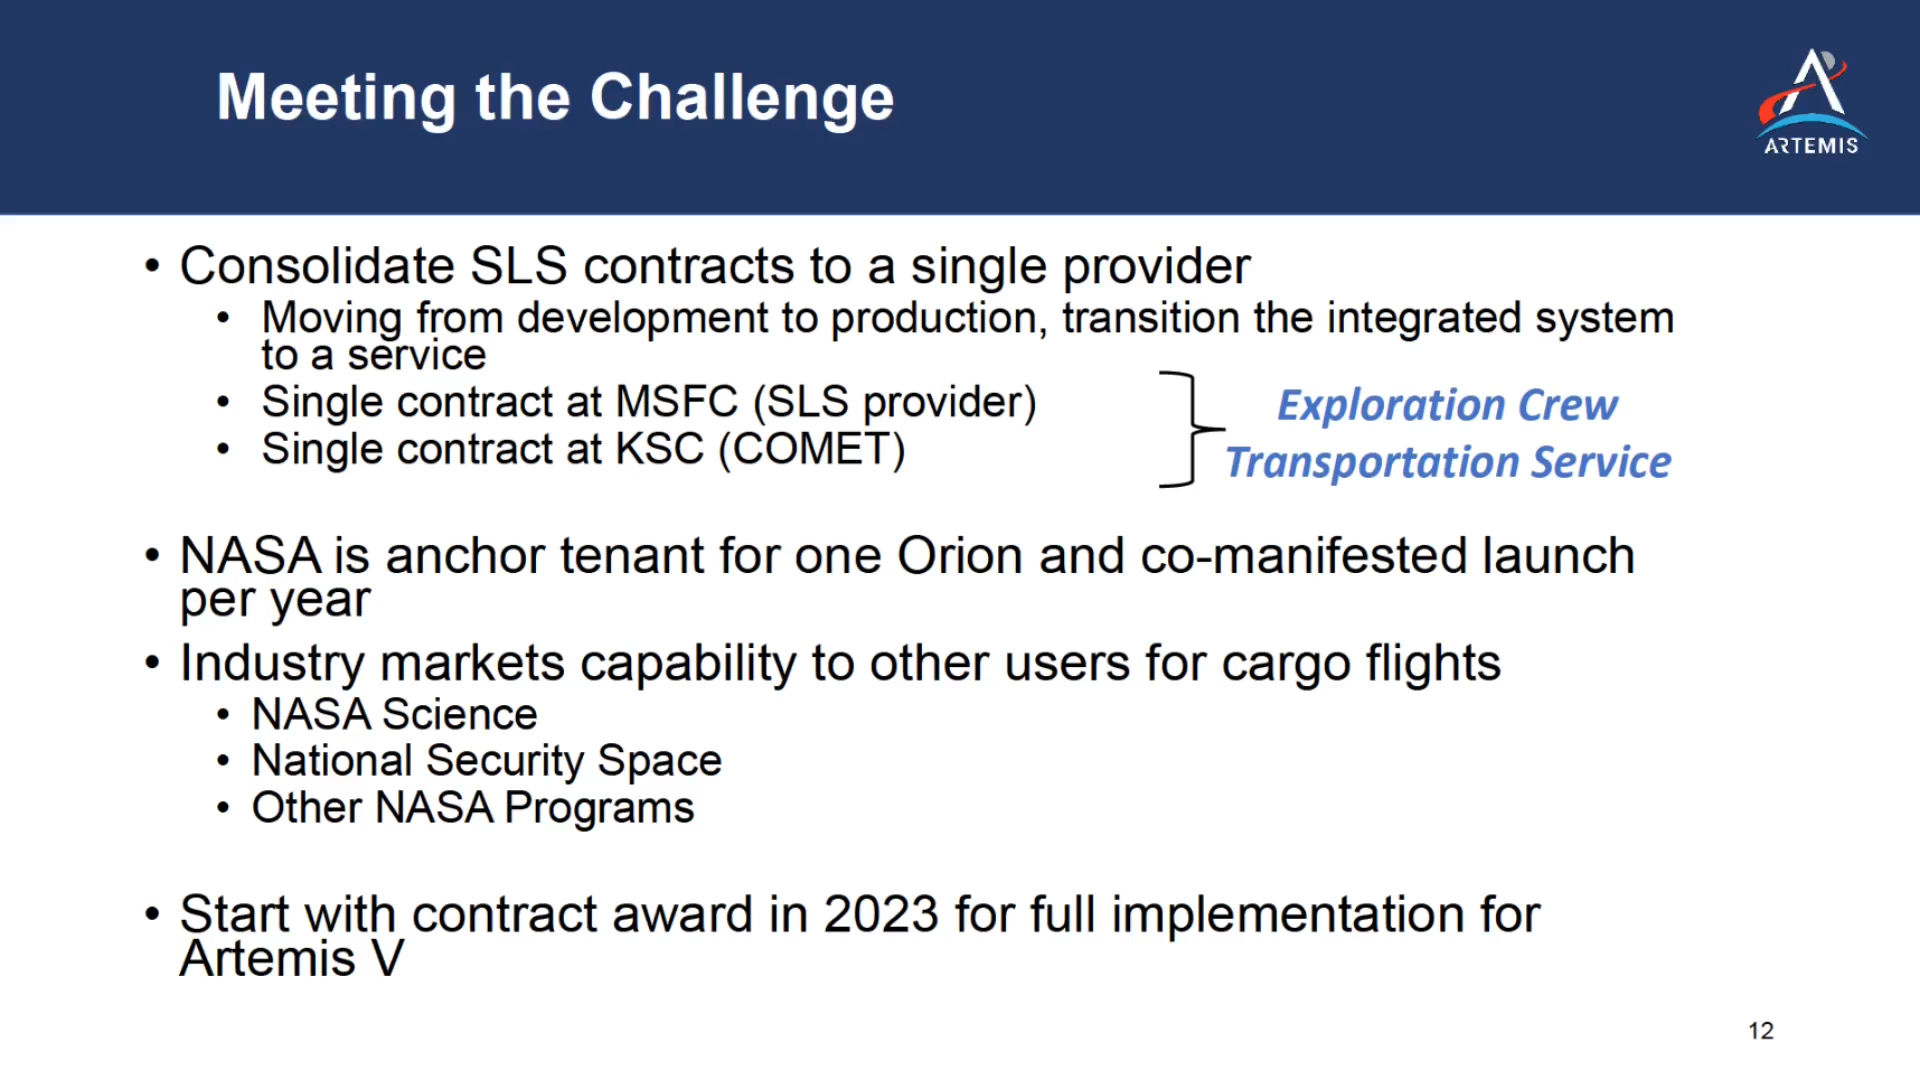 Meeting the Challenge
ARTEMIS
• Consolidate SLS contracts to a single provider
• Moving from development to production, transition the integrated system
to a service
• Single contract at MSFC (SLS provider)
• Single contract at KSC (COMET)
Exploration Crew
Transportation Service
• NASA is anchor tenant for one Orion and co-manifested launch
per year
• Industry markets capability to other users for cargo flights
• NASA Science
• National Security Space
• Other NASA Programs
• Start with contract award in 2023 for full implementation for
Artemis V
12